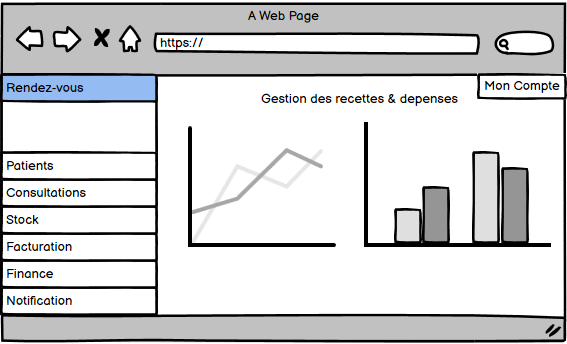 A Web Page
https://
Rendez-vous
Mon Compte
Gestion des recettes & depenses
Patients
Consultations
Stock
Facturation
Finance
Notification